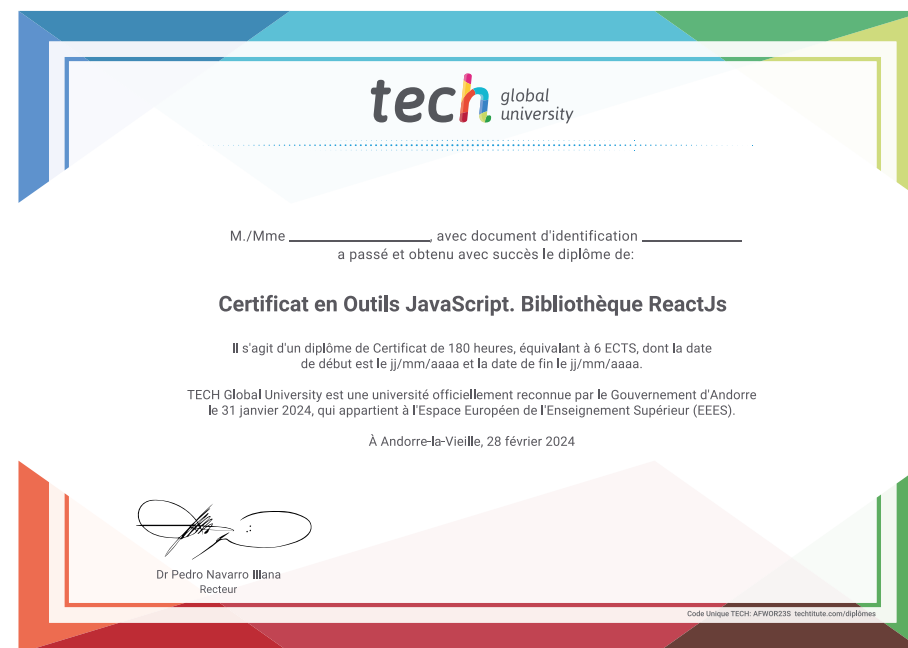 tech global university
M./Mme ____________, avec document d'identification ____________
a passé et obtenu avec succès le diplôme de:
Certificat en Outils JavaScript. Bibliothèque ReactJs
Il s'agit d'un diplôme de Certificat de 180 heures, équivalant à 6 ECTS, dont la date
de début est le jj/mm/aaaa et la date de fin le jj/mm/aaaa.
TECH Global University est une université officiellement reconnue par le Gouvernement d'Andorre
le 31 janvier 2024, qui appartient à l'Espace Européen de l'Enseignement Supérieur (EEES).
À Andorre-la-Vieille, 28 février 2024
Dr Pedro Navarro Illana
Recteur
Code Unique TECH: AFWOR23S techtitute.com/diplômes